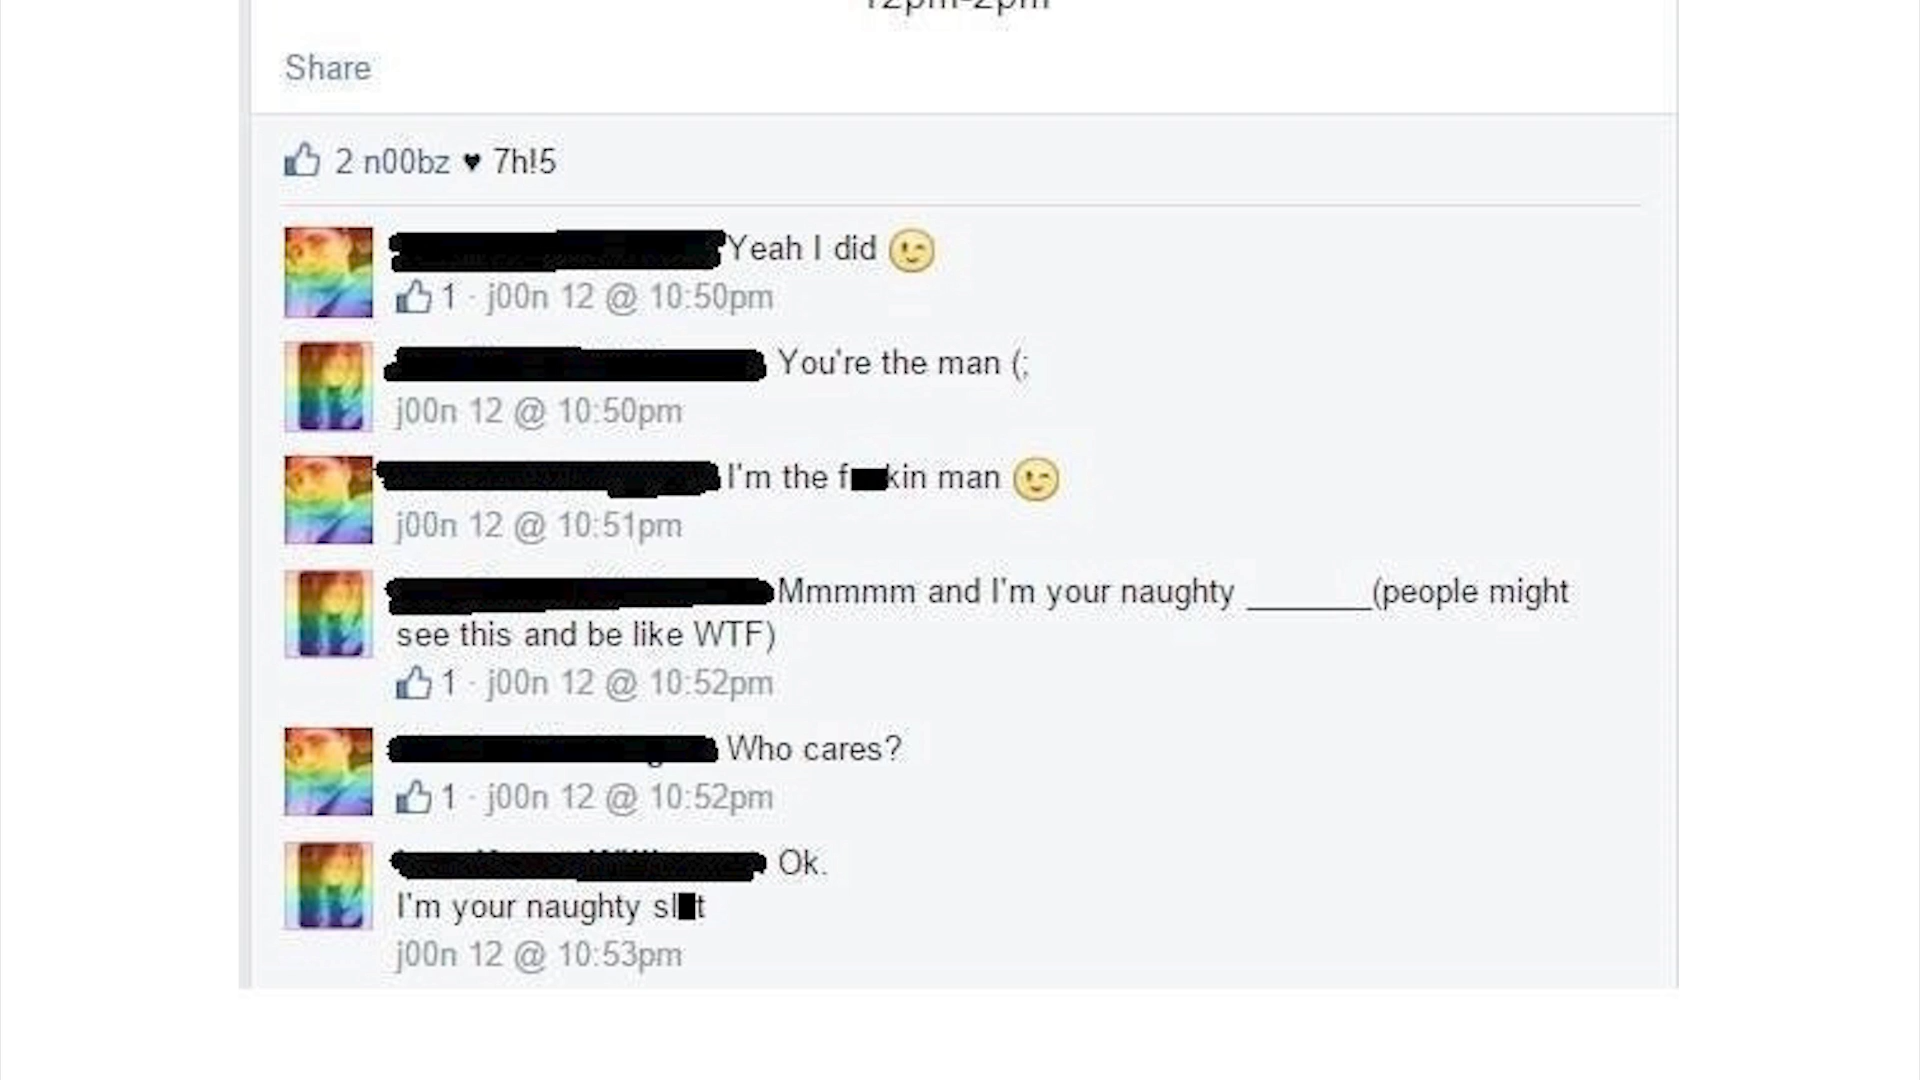 12pm-2pm
Share
2 n00bz ♥ 7h!5
Yeah I did
1 · j00n 12 @ 10:50pm
You're the man (;
j00n 12 @ 10:50pm
I'm the f kin man
j00n 12 @ 10:51pm
Mmmmm and I'm your naughty _______(people might
see this and be like WTF)
1 · j00n 12 @ 10:52pm
Who cares?
1 · j00n 12 @ 10:52pm
Ok.
I'm your naughty sl t
j00n 12 @ 10:53pm